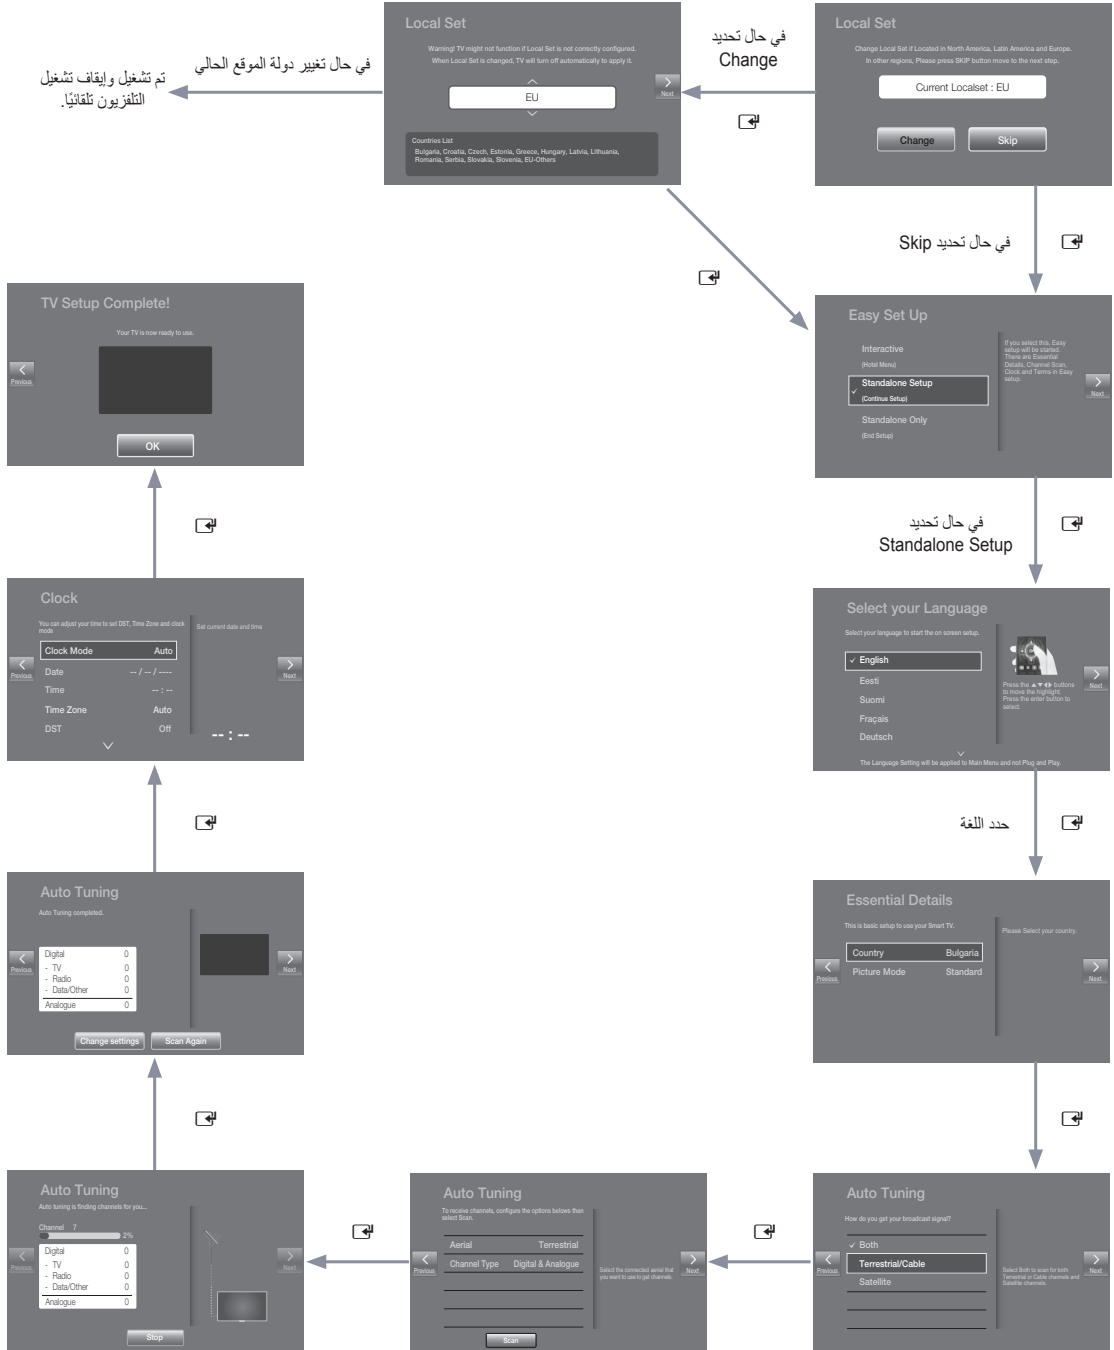 Local Set
Change Local Set if Located in North America, Latin America and Europe.
In other regions, Please press SKIP button move to the next step.
Current Localset : EU
Change
Skip
في حال تحديد
Change
Local Set
Warning! TV might not function if Local Set is not correctly configured.
When Local Set is changed, TV will turn off automatically to apply it.
EU
Next
Countries List
Bulgaria, Croatia, Czech, Estonia, Greece, Hungary, Latvia, Lithuania,
Romania, Serbia, Slovakia, Slovenia, EU-Others
في حال تغيير دولة الموقع الحالي
تم تشغيل وإيقاف تشغيل
التلفزيون تلقائيًا.
في حال تحديد Skip
Easy Set Up
Interactive
(Hotel Menu)
✓ Standalone Setup
(Continue Setup)
Standalone Only
(End Setup)
If you select this, Easy
setup will be started.
There are Essential
Details, Channel Scan,
Clock and Terms in Easy
setup.
Next
في حال تحديد
Standalone Setup
Select your Language
Select your language to start the on screen setup.
✓ English
Eesti
Suomi
Fraçais
Deutsch
Press the ▲▼◀▶ buttons
to move the highlight.
Press the enter button to
select.
Next
The Language Setting will be applied to Main Menu and not Plug and Play.
حدد اللغة
Essential Details
This is basic setup to use your Smart TV.
Country Bulgaria
Picture Mode Standard
Please Select your country.
Previous
Next
Auto Tuning
How do you get your broadcast signal?
✓ Both
Terrestrial/Cable
Satellite
Select Both to scan for both
Terrestrial or Cable channels and
Satellite channels.
Previous
Next
Auto Tuning
To receive channels, configure the options belows then
select Scan.
Aerial Terrestrial
Channel Type Digital & Analogue
Select the connected aerial that
you want to use to get channels.
Previous
Next
Scan
Auto Tuning
Auto tuning is finding channels for you...
Channel 7
2%
Digital 0
- TV 0
- Radio 0
- Data/Other 0
Analogue 0
Previous
Next
Stop
Auto Tuning
Auto Tuning completed.
Digital 0
- TV 0
- Radio 0
- Data/Other 0
Analogue 0
Previous
Next
Change settings
Scan Again
Clock
You can adjust your time to set DST, Time Zone and clock
mode
Clock Mode Auto
Date -- / -- / ----
Time -- : --
Time Zone Auto
DST Off
Set current date and time
-- : --
Previous
Next
TV Setup Complete!
Your TV is now ready to use.
Previous
OK